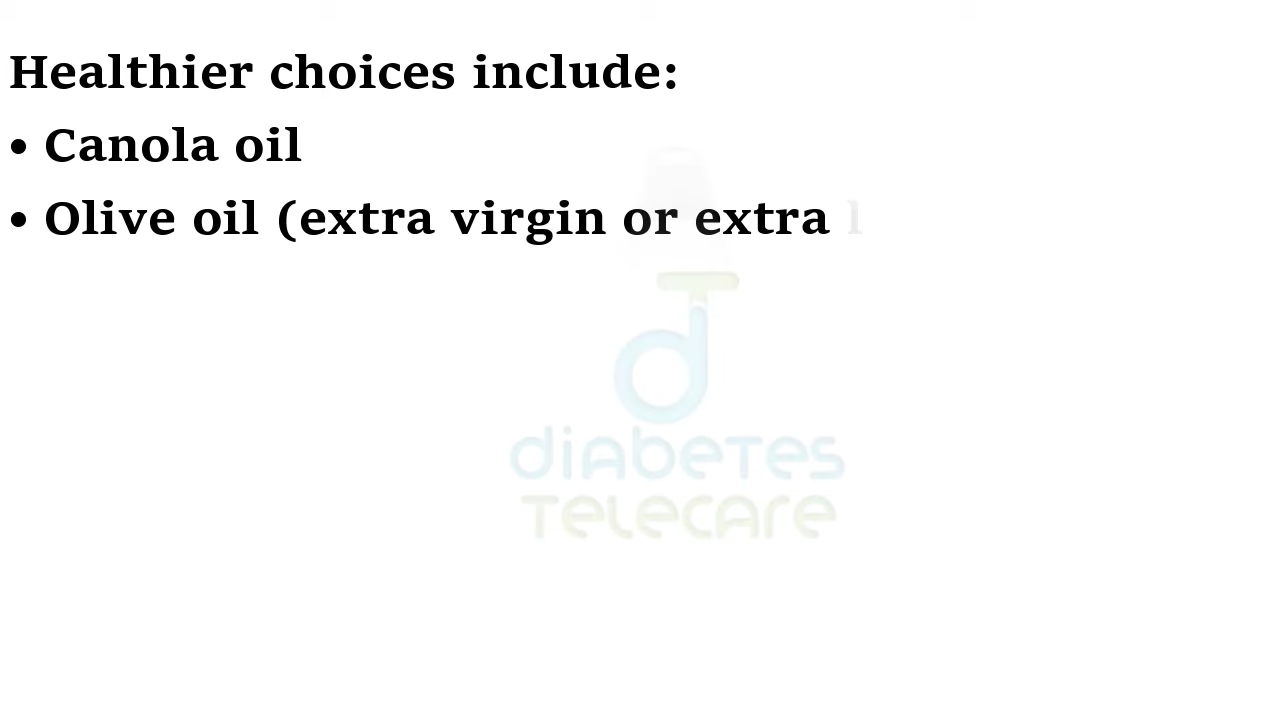 Healthier choices include:
• Canola oil
• Olive oil (extra virgin or extra l
diabetes
Telecare